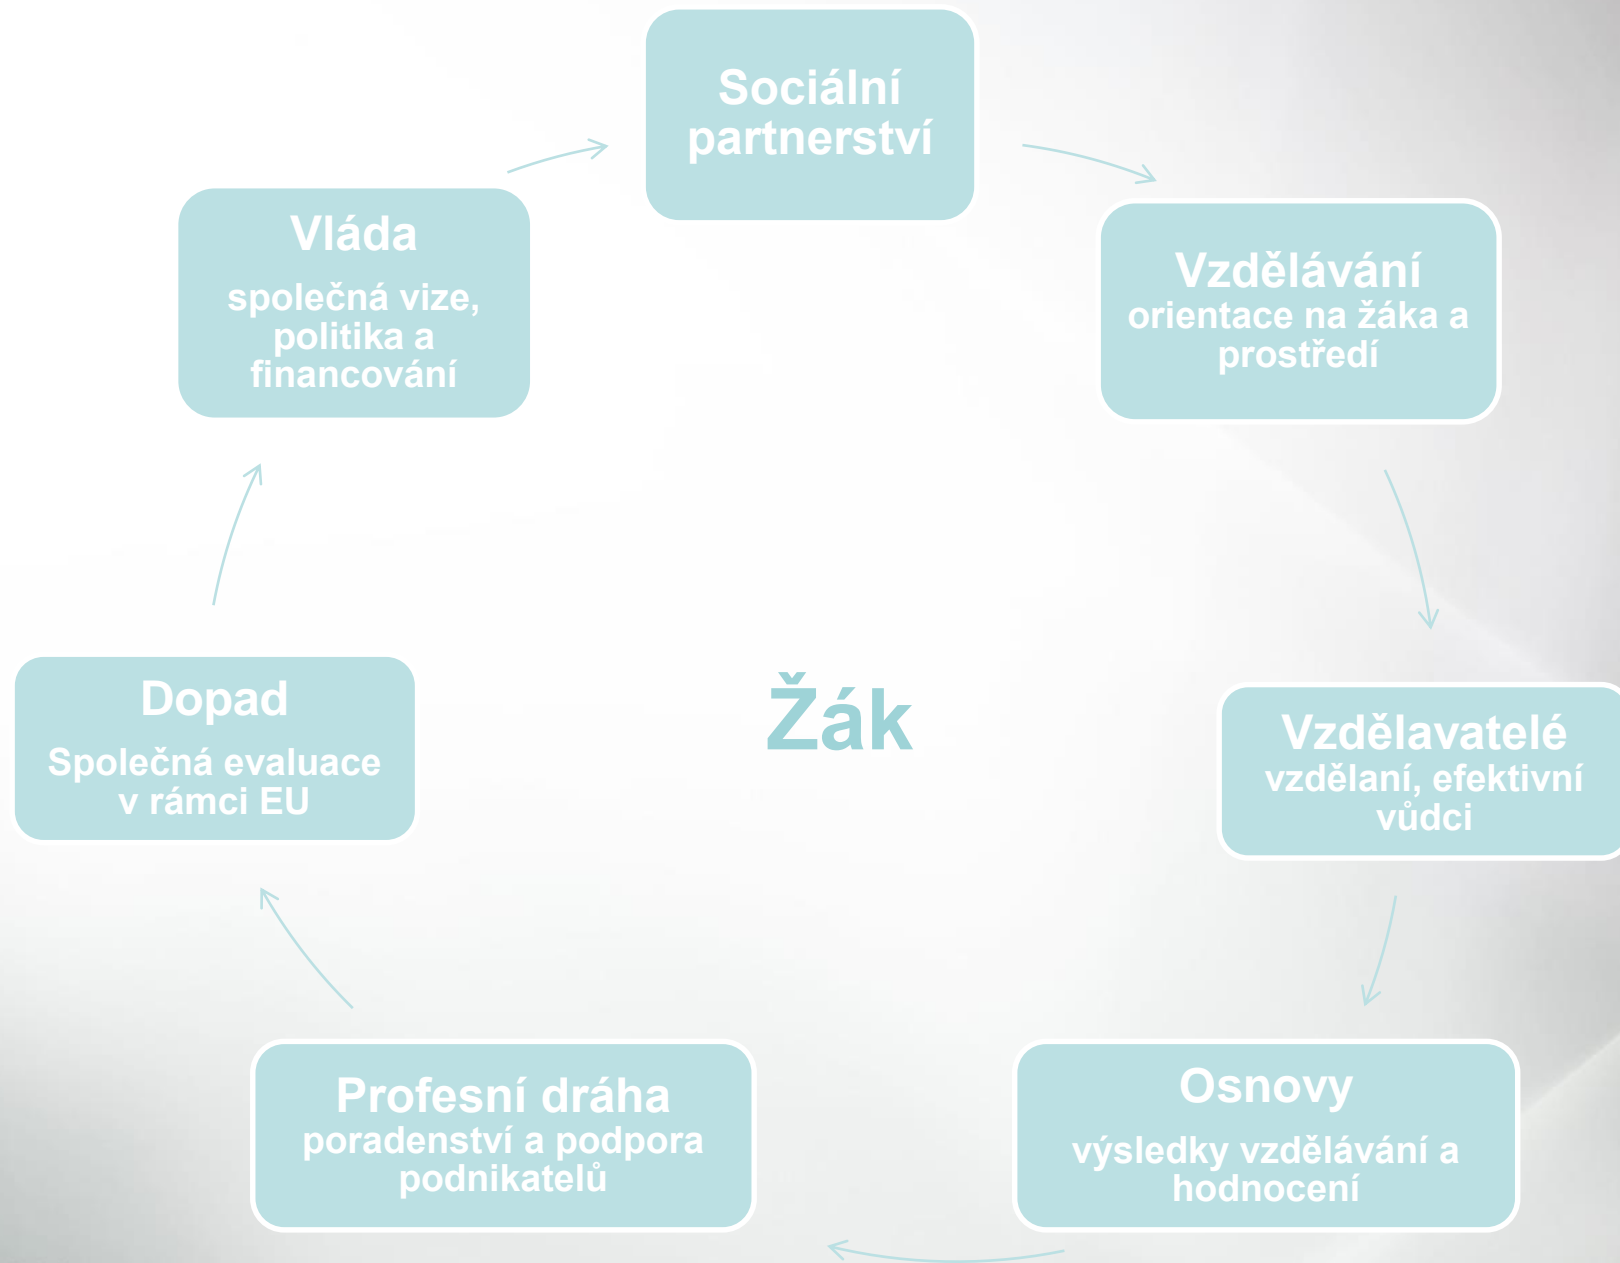 Sociální
partnerství
Vzdělávání
orientace na žáka a
prostředí
Vzdělavatelé
vzdělaní, efektivní
vůdci
Osnovy
výsledky vzdělávání a
hodnocení
Profesní dráha
poradenství a podpora
podnikatelů
Dopad
Společná evaluace
v rámci EU
Vláda
společná vize,
politika a
financování
Žák